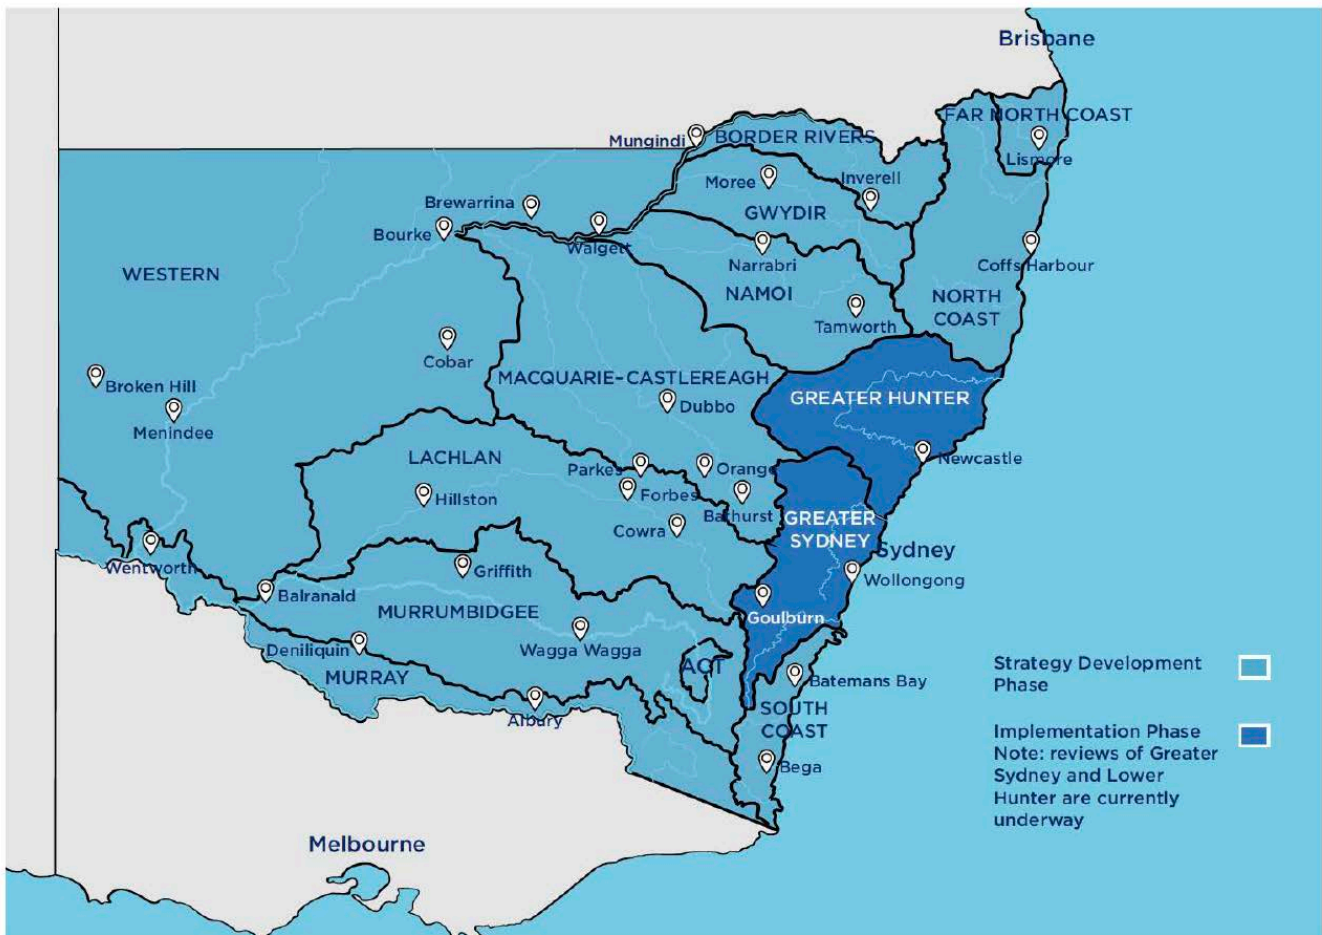 Brisbane
FAR NORTH COAST
Mungindi
BORDER RIVERS
Lismore
Moree
Inverell
Brewarrina
GWYDIR
Bourke
Walgett
Narrabri
Coffs Harbour
WESTERN
NAMOI
NORTH
COAST
Tamworth
Cobar
MACQUARIE-CASTLEREAGH
Broken Hill
GREATER HUNTER
Dubbo
Menindee
LACHLAN
Newcastle
Parkes
Orange
Hillston
Forbes
Bathurst
GREATER
SYDNEY
Cowra
Sydney
Wentworth
Griffith
Wollongong
Balranald
MURRUMBIDGEE
Goulburn
Deniliquin
Wagga Wagga
MURRAY
ACT
Batemans Bay
Albury
SOUTH
COAST
Bega
Strategy Development
Phase
Implementation Phase
Note: reviews of Greater
Sydney and Lower
Hunter are currently
underway
Melbourne